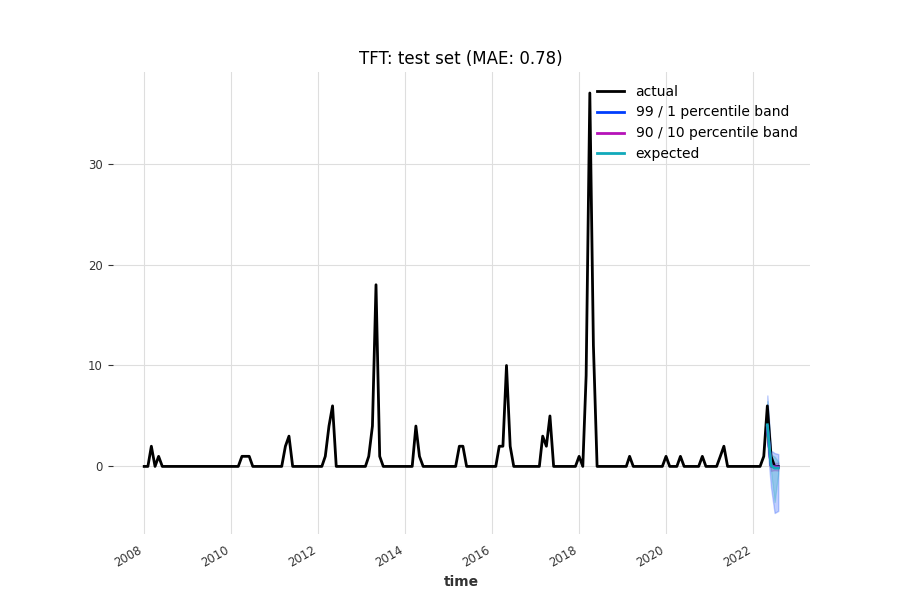 TFT: test set (MAE: 0.78)
actual
99 / 1 percentile band
90 / 10 percentile band
expected
30
20
10
0
2008
2010
2012
2014
2016
2018
2020
2022
time